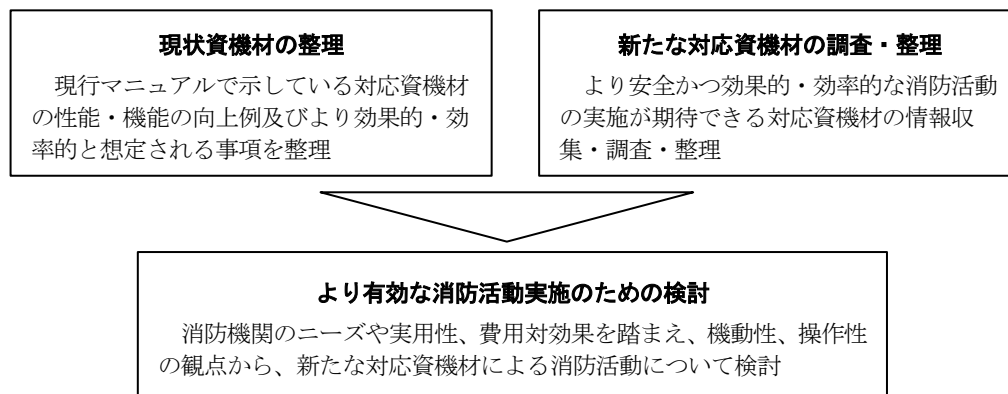 現状資機材の整理
現行マニュアルで示している対応資機材
の性能・機能の向上例及びより効果的・効
率的と想定される事項を整理
新たな対応資機材の調査・整理
より安全かつ効果的・効率的な消防活動
の実施が期待できる対応資機材の情報収
集・調査・整理
より有効な消防活動実施のための検討
消防機関のニーズや実用性、費用対効果を踏まえ、機動性、操作性
の観点から、新たな対応資機材による消防活動について検討